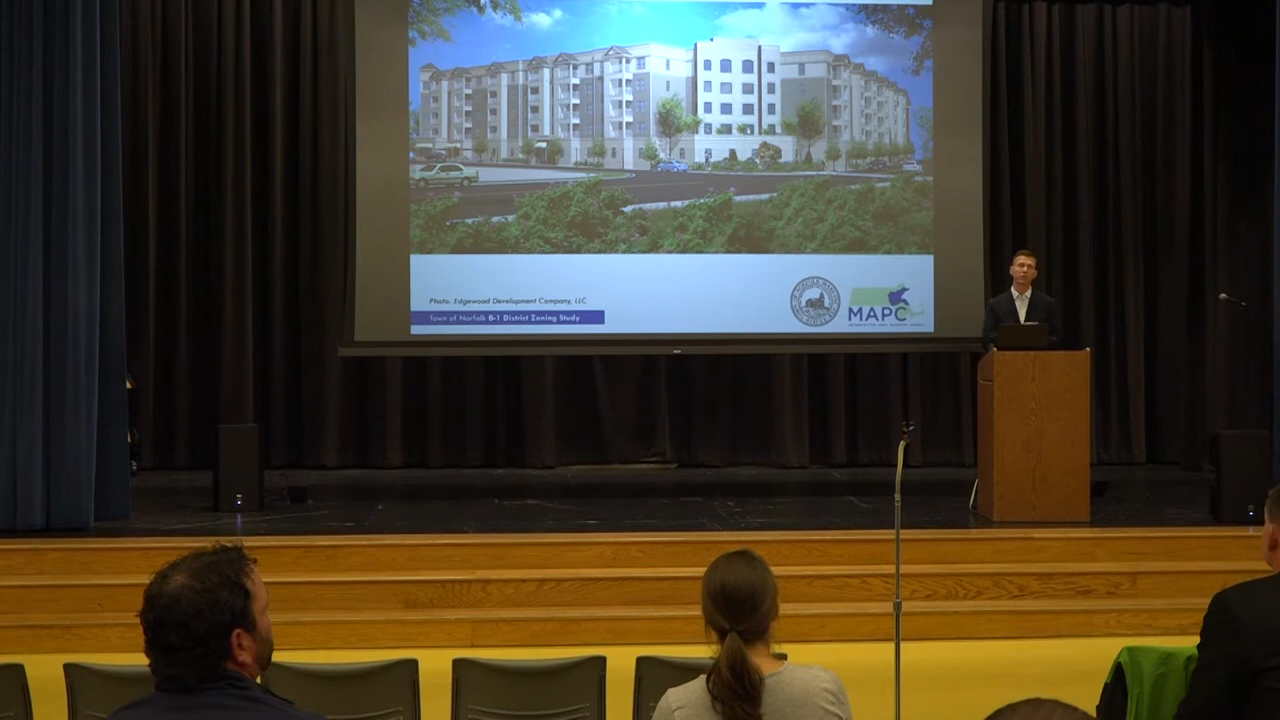 Photo: Edgewood Development Company, LLC
Town of Norfolk B-1 District Zoning Study
MAPC